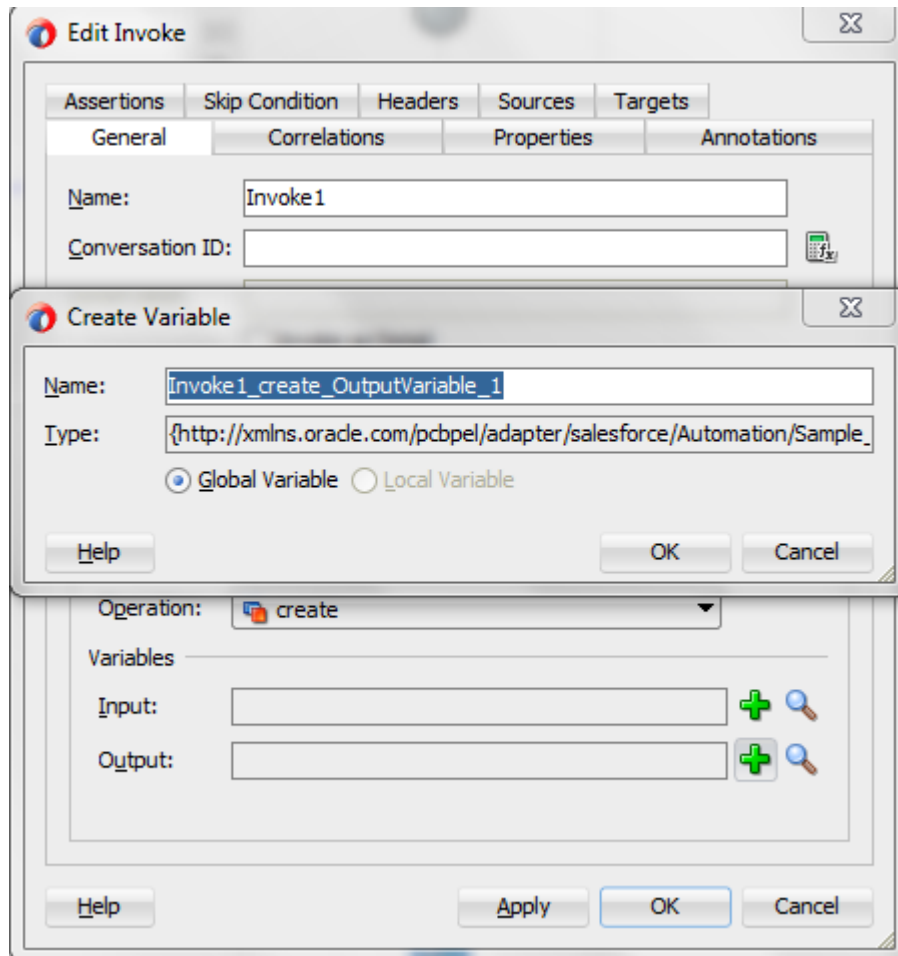 Edit Invoke
Assertions Skip Condition Headers Sources Targets
General Correlations Properties Annotations
Name: Invoke1
Conversation ID:
Create Variable
Name: Invoke1_create_OutputVariable_1
Type: {http://xmlns.oracle.com/pcbpel/adapter/salesforce/Automation/Sample_
Global Variable Local Variable
Help OK Cancel
Operation: create
Variables
Input:
Output:
Help Apply OK Cancel